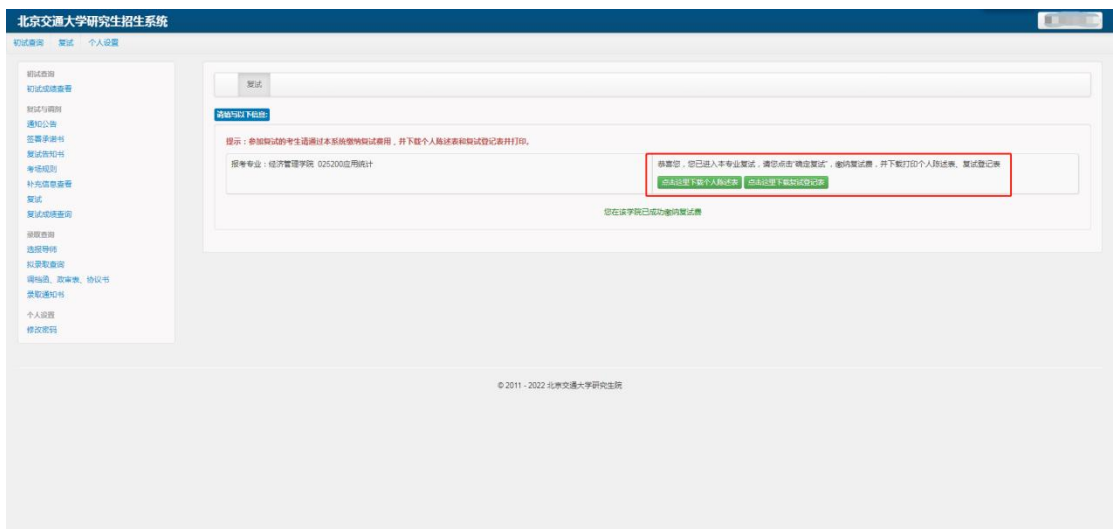 北京交通大学研究生招生系统
初试查询 复试 个人设置
初试查询
初试成绩查看
复试与调剂
通知公告
签署承诺书
复试告知书
考场规则
补充信息查看
复试
复试成绩查询
录取查询
选报导师
拟录取查询
调档函、政审表、协议书
录取通知书
个人设置
修改密码
复试
请填写以下信息:
提示：参加复试的考生请通过本系统缴纳复试费用，并下载个人陈述表和复试登记表并打印。
报考专业：经济管理学院 025200应用统计
恭喜您，您已进入本专业复试，请您点击"确定复试"，缴纳复试费，并下载打印个人陈述表、复试登记表
点击这里下载个人陈述表 点击这里下载复试登记表
您在该学院已成功缴纳复试费
© 2011 - 2022 北京交通大学研究生院